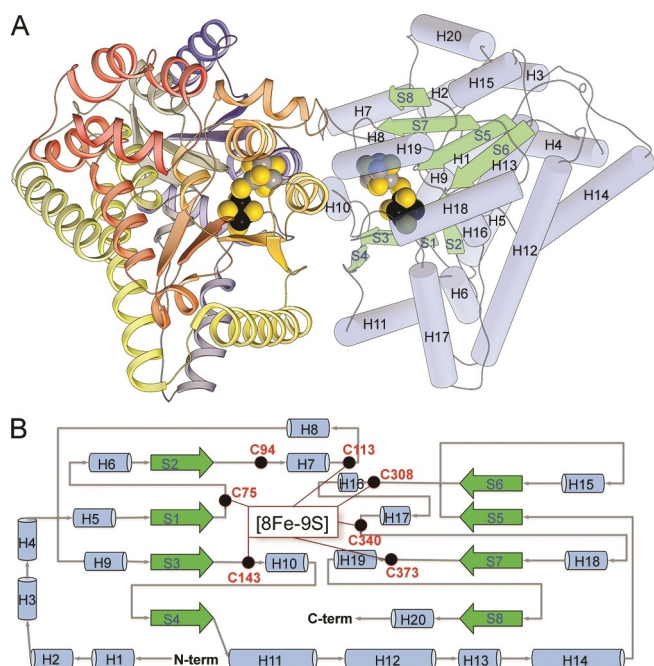 A
H20
H3
H15
H2
S8
H7
S7
S5
S6
H8
H19
H1
H13
H4
H9
H14
H10
H18
H5
H16
H12
S3
S1
S2
S4
H6
H11
H17
B
H8
C94
C113
H6
S2
H7
H16
C308
S6
H15
C75
H5
S1
[8Fe-9S]
H17
S5
H4
C340
H9
S3
H10
H19
S7
H18
C143
C373
H3
S4
C-term
H20
S8
H2
H1
N-term
H11
H12
H13
H14